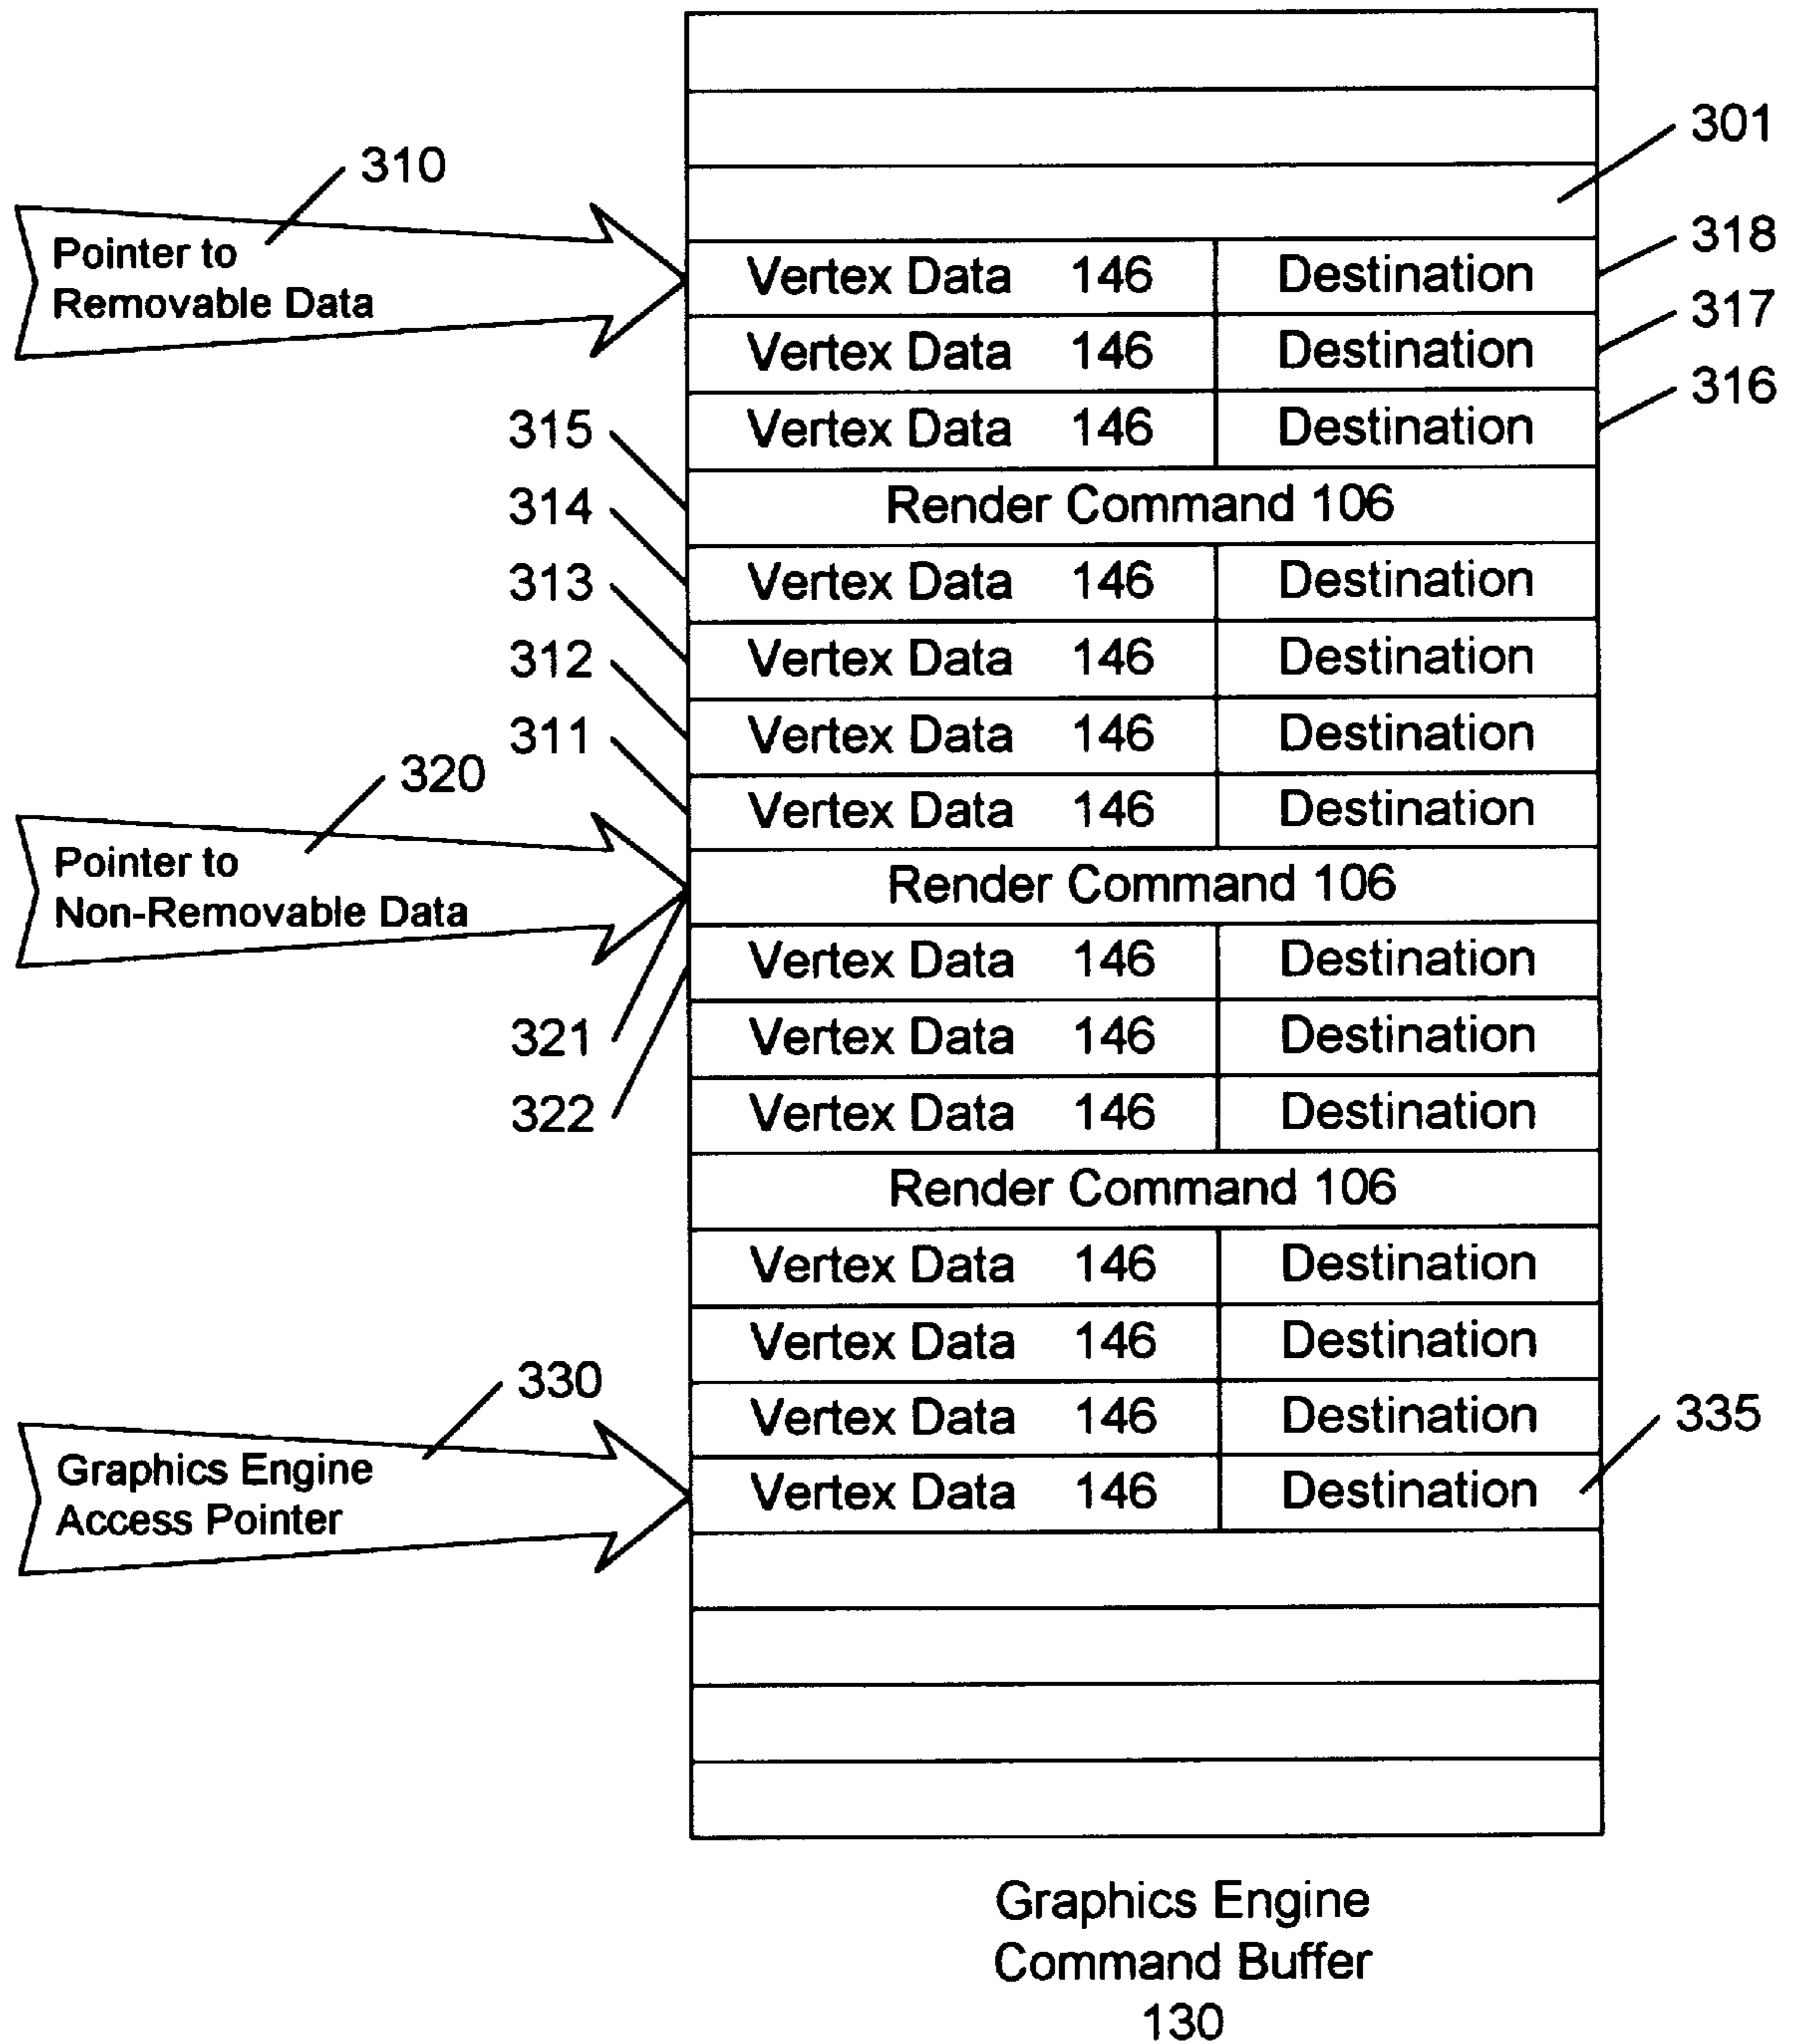 301
310
Pointer to
Removable Data
Vertex Data 146 Destination 318
Vertex Data 146 Destination 317
Vertex Data 146 Destination 316
315 Render Command 106
314 Vertex Data 146 Destination
313 Vertex Data 146 Destination
312 Vertex Data 146 Destination
311 Vertex Data 146 Destination
320
Pointer to
Non-Removable Data
Render Command 106
Vertex Data 146 Destination
321 Vertex Data 146 Destination
322 Vertex Data 146 Destination
Render Command 106
Vertex Data 146 Destination
Vertex Data 146 Destination
330
Vertex Data 146 Destination 335
Graphics Engine
Access Pointer
Vertex Data 146 Destination
Graphics Engine
Command Buffer
130